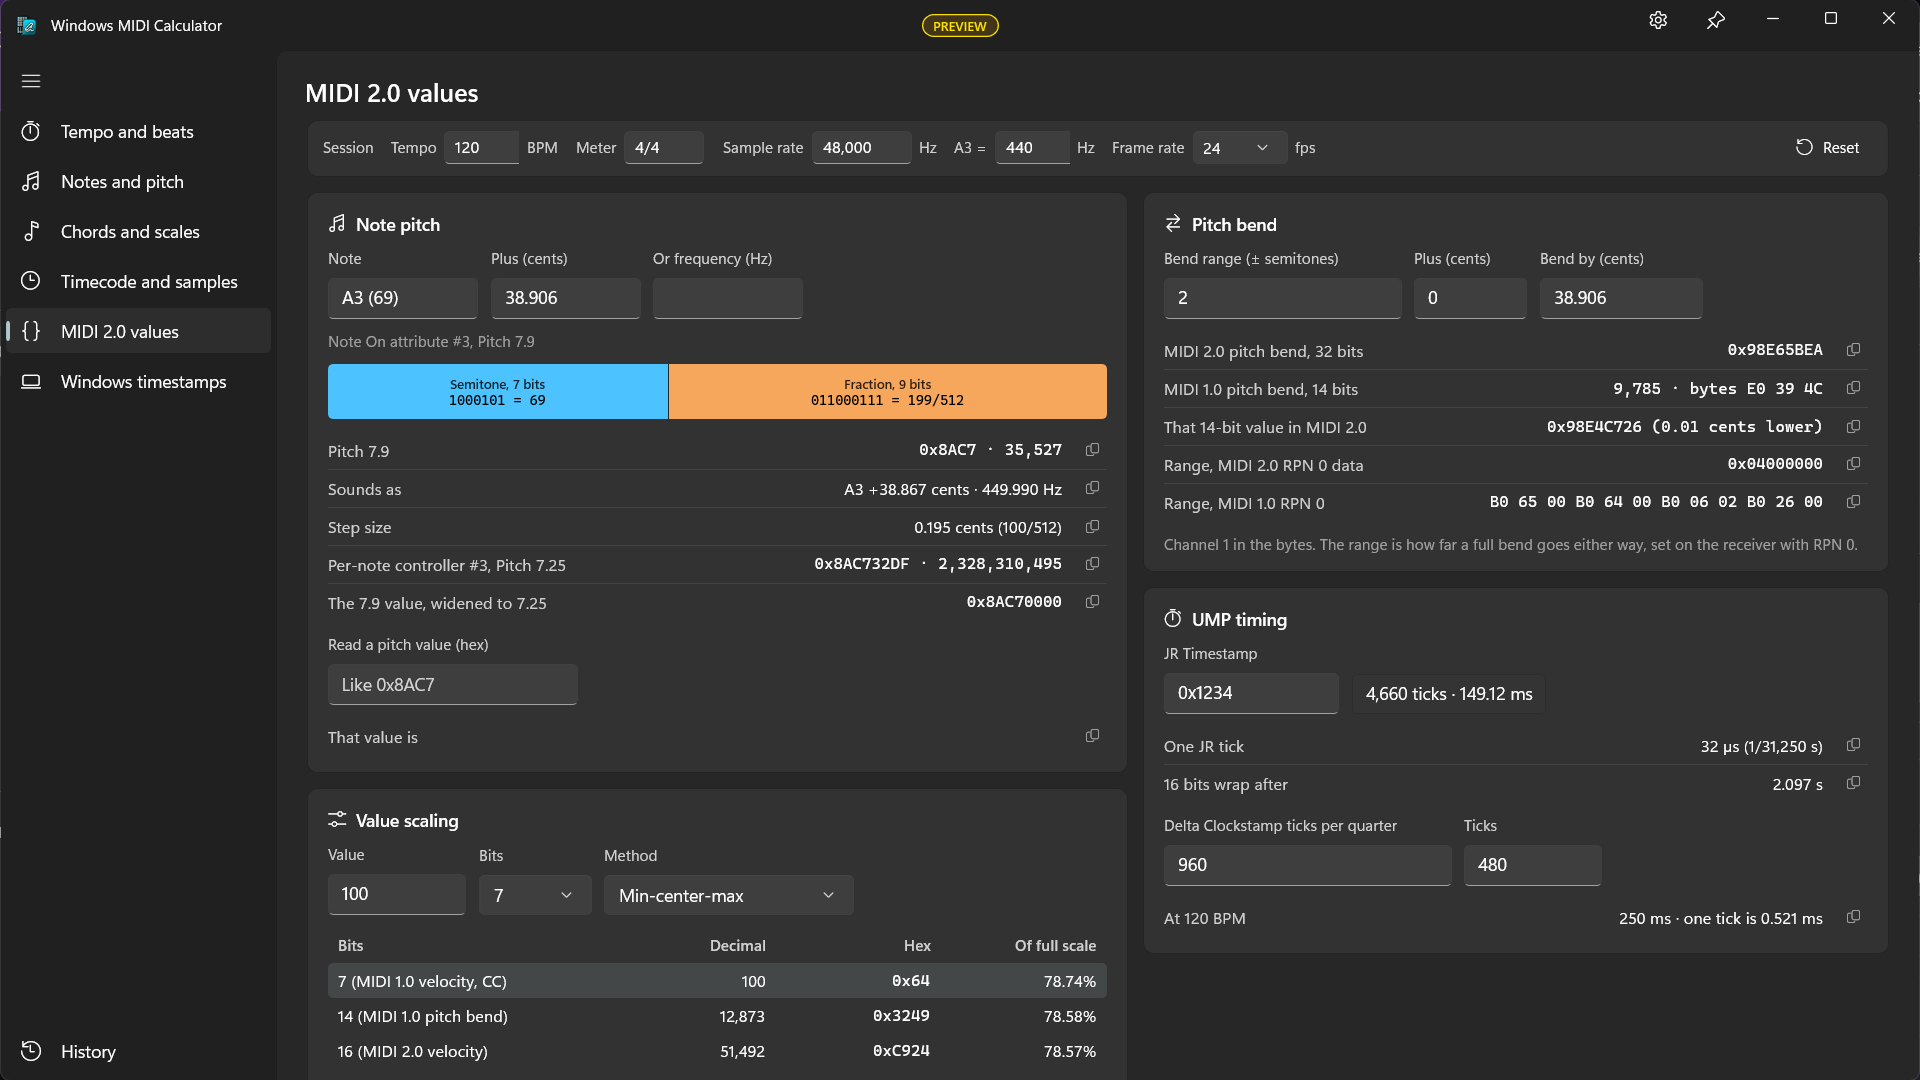 Windows MIDI Calculator
PREVIEW
Tempo and beats
Notes and pitch
Chords and scales
Timecode and samples
MIDI 2.0 values
Windows timestamps
History
MIDI 2.0 values
Session Tempo 120 BPM Meter 4/4 Sample rate 48,000 Hz A3 = 440 Hz Frame rate 24 fps Reset
Note pitch
Note Plus (cents) Or frequency (Hz)
A3 (69) 38.906
Note On attribute #3, Pitch 7.9
Semitone, 7 bits Fraction, 9 bits
1000101 = 69 011000111 = 199/512
Pitch 7.9 0x8AC7 · 35,527
Sounds as A3 +38.867 cents · 449.990 Hz
Step size 0.195 cents (100/512)
Per-note controller #3, Pitch 7.25 0x8AC732DF · 2,328,310,495
The 7.9 value, widened to 7.25 0x8AC70000
Read a pitch value (hex)
Like 0x8AC7
That value is
Value scaling
Value Bits Method
100 7 Min-center-max
Bits Decimal Hex Of full scale
7 (MIDI 1.0 velocity, CC) 100 0x64 78.74%
14 (MIDI 1.0 pitch bend) 12,873 0x3249 78.58%
16 (MIDI 2.0 velocity) 51,492 0xC924 78.57%
Pitch bend
Bend range (± semitones) Plus (cents) Bend by (cents)
2 0 38.906
MIDI 2.0 pitch bend, 32 bits 0x98E65BEA
MIDI 1.0 pitch bend, 14 bits 9,785 · bytes E0 39 4C
That 14-bit value in MIDI 2.0 0x98E4C726 (0.01 cents lower)
Range, MIDI 2.0 RPN 0 data 0x04000000
Range, MIDI 1.0 RPN 0 B0 65 00 B0 64 00 B0 06 02 B0 26 00
Channel 1 in the bytes. The range is how far a full bend goes either way, set on the receiver with RPN 0.
UMP timing
JR Timestamp
0x1234 4,660 ticks · 149.12 ms
One JR tick 32 µs (1/31,250 s)
16 bits wrap after 2.097 s
Delta Clockstamp ticks per quarter Ticks
960 480
At 120 BPM 250 ms · one tick is 0.521 ms